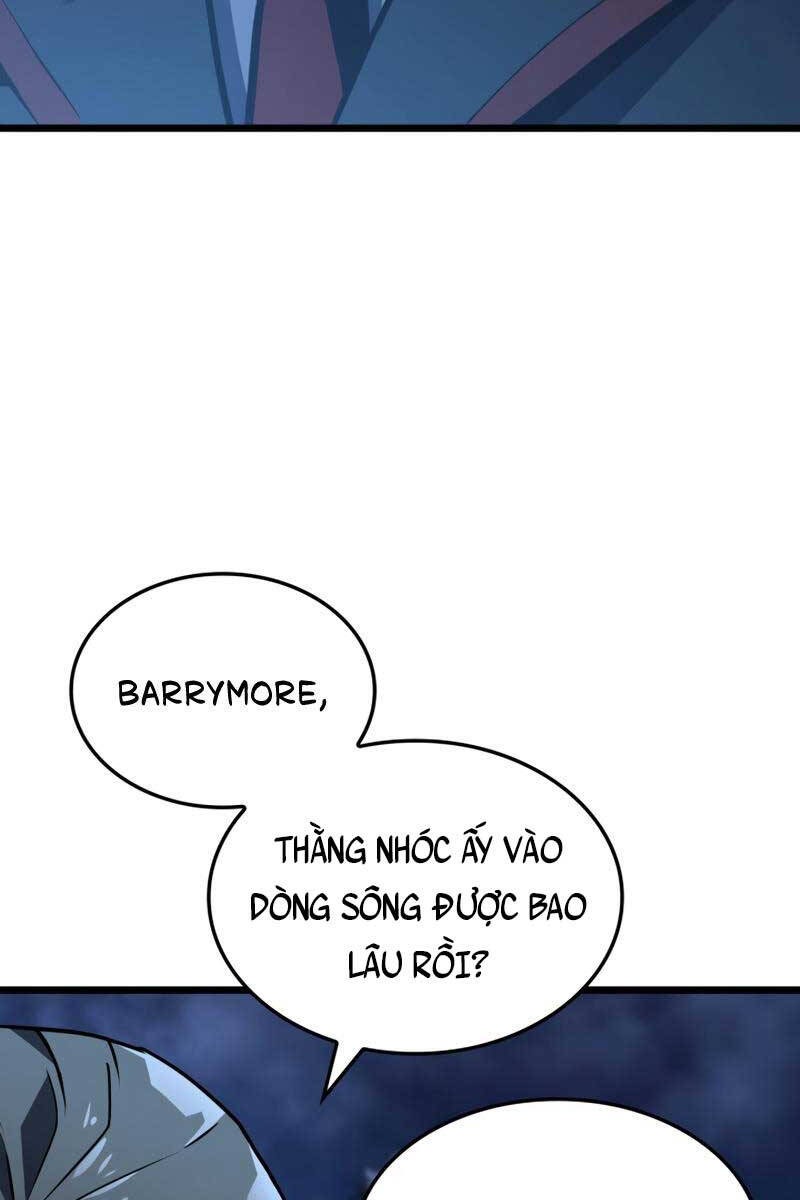 BARRYMORE,
THẰNG NHÓC ẤY VÀO
DÒNG SÔNG ĐƯỢC BAO
LÂU RỒI?